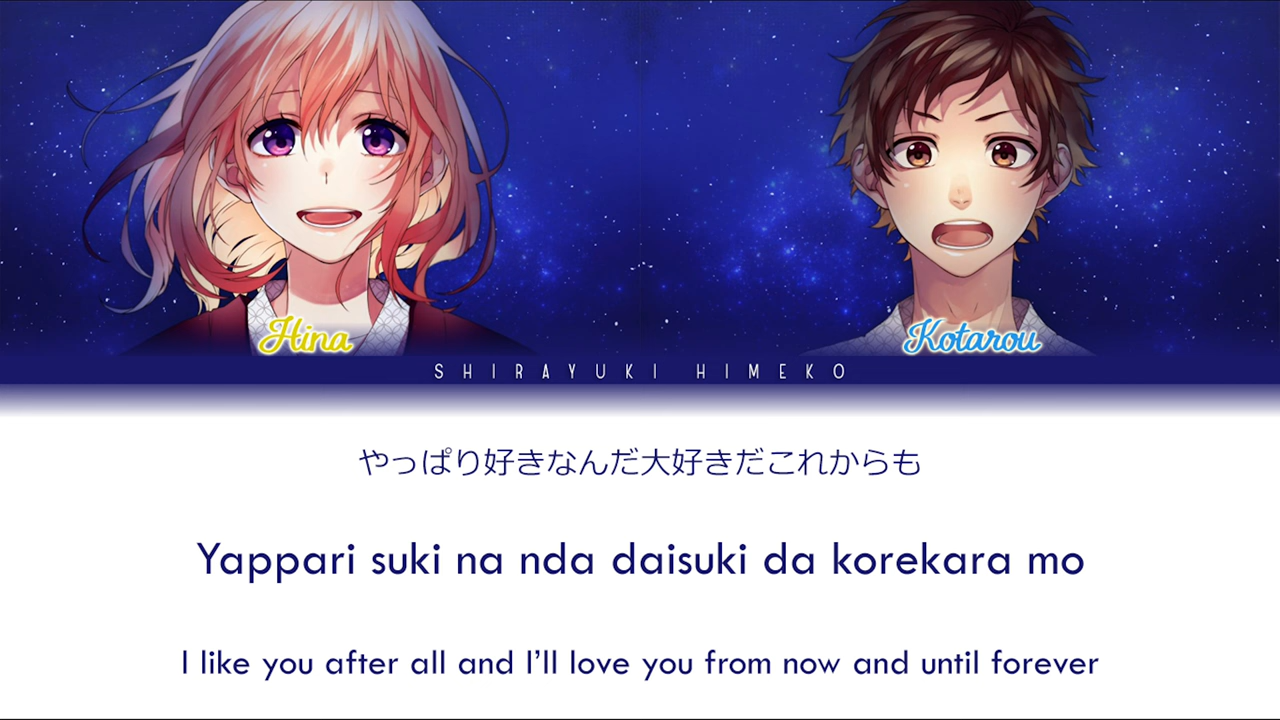 Hina
Kotarou
SHIRAYUKI HIMEKO
やっぱり好きなんだ大好きだこれからも
Yappari suki na nda daisuki da korekara mo
I like you after all and I'll love you from now and until forever